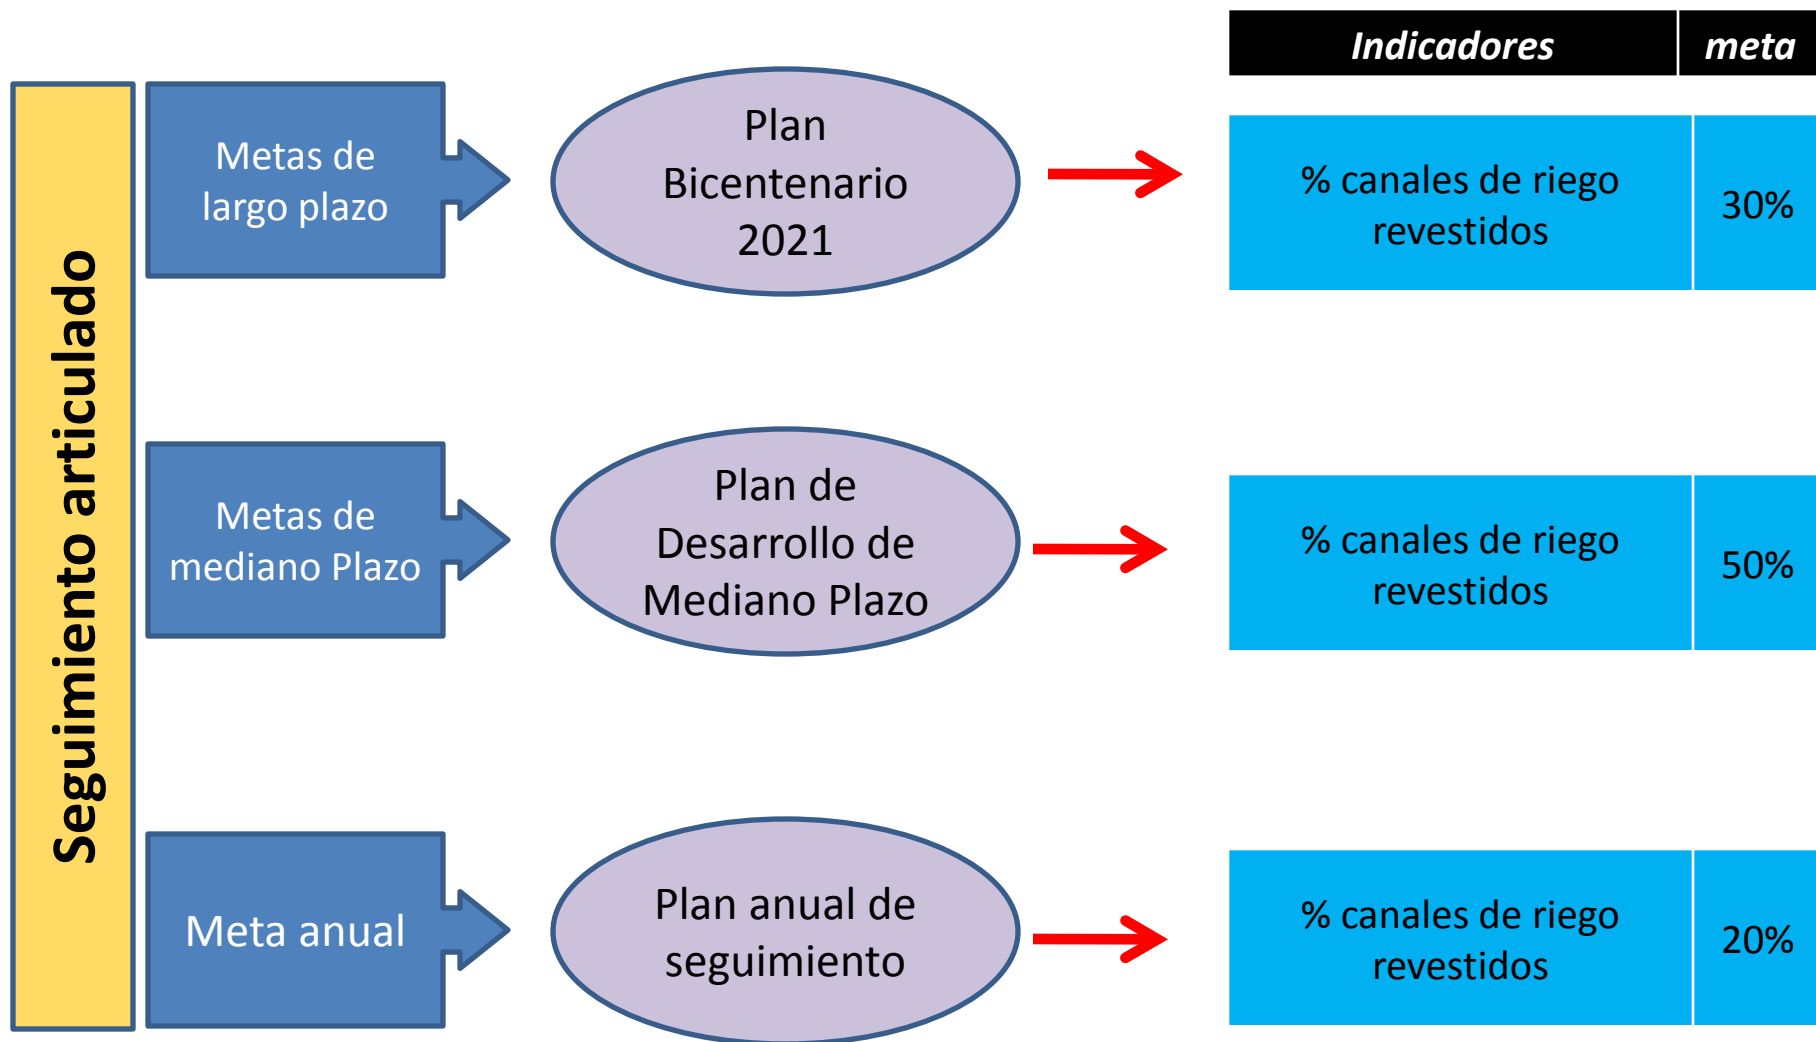 Indicadores meta
Seguimiento articulado
Metas de
largo plazo
Plan
Bicentenario
2021
% canales de riego
revestidos
30%
Metas de
mediano Plazo
Plan de
Desarrollo de
Mediano Plazo
% canales de riego
revestidos
50%
Meta anual
Plan anual de
seguimiento
% canales de riego
revestidos
20%